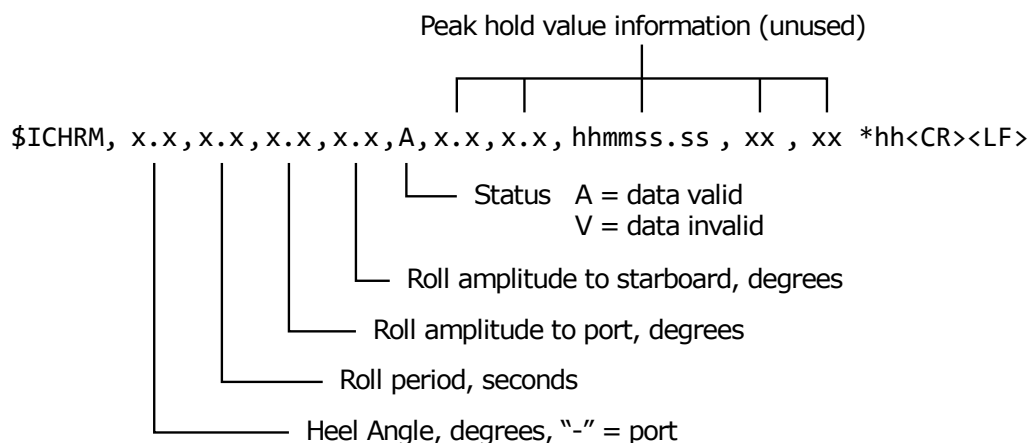 Peak hold value information (unused)
$ICHRM, x.x,x.x,x.x,x.x,A,x.x,x.x, hhmmss.ss , xx , xx *hh<CR><LF>
Status A = data valid
V = data invalid
Roll amplitude to starboard, degrees
Roll amplitude to port, degrees
Roll period, seconds
Heel Angle, degrees, “-” = port